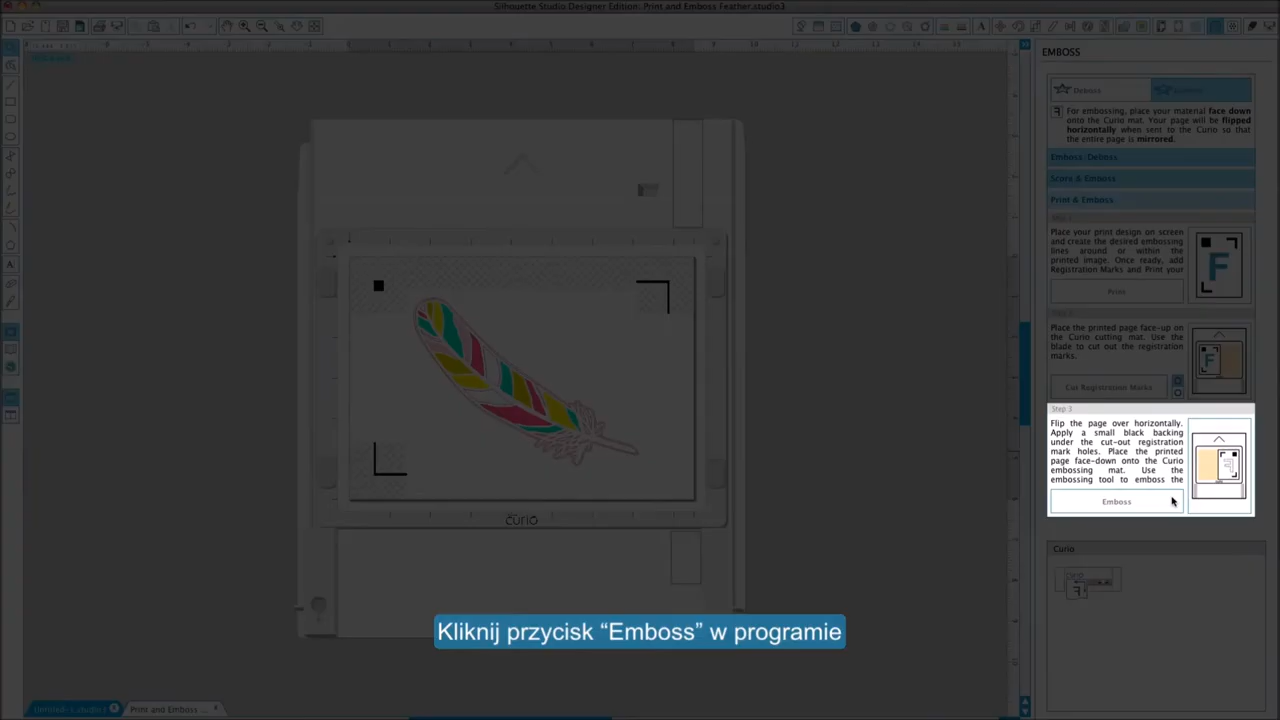 Silhouette Studio Designer Edition: Print and Emboss Feather.studio3
EMBOSS
Deboss
For embossing, place your material face down
onto the Curio mat. Your page will be flipped
horizontally when sent to the Curio so that
the entire page is mirrored.
Emboss/Deboss
Score & Emboss
Print & Emboss
Place your print design on screen
and create the desired embossing
lines around or within the
printed image. Once ready, add
Registration Marks and Print your
Print
F
Place the printed page face-up on
the Curio cutting mat. Use the
blade to cut out the registration
marks.
F
Cut Registration Marks
Step 3
Flip the page over horizontally.
Apply a small black backing
under the cut-out registration
mark holes. Place the printed
page face-down onto the Curio
embossing mat. Use the
embossing tool to emboss the
Emboss
curio
Curio
Kliknij przycisk “Emboss” w programie
Print and Emboss ...